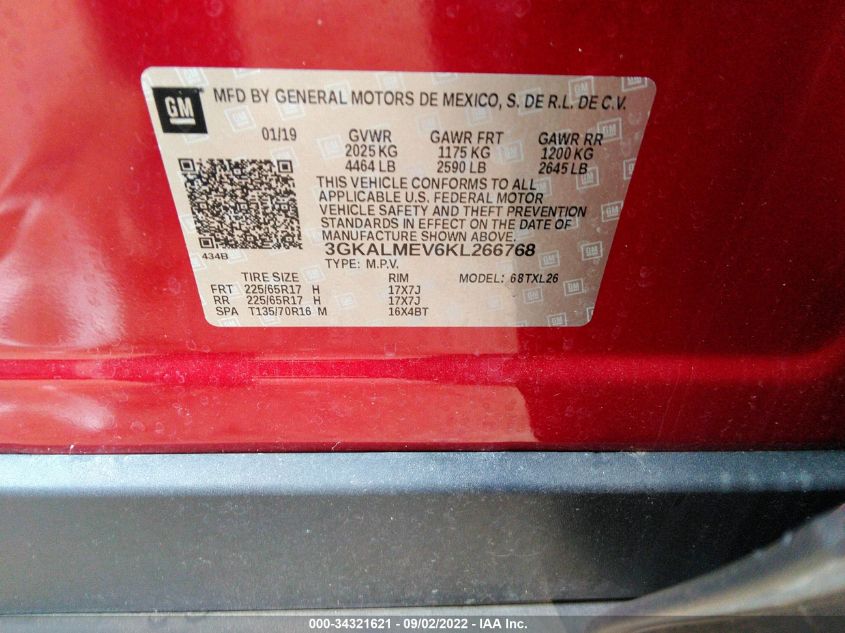 GM
MFD BY GENERAL MOTORS DE MEXICO, S. DE R.L. DE C.V.
01/19 GVWR GAWR FRT GAWR RR
2025 KG 1175 KG 1200 KG
4464 LB 2590 LB 2645 LB
THIS VEHICLE CONFORMS TO ALL
APPLICABLE U.S. FEDERAL MOTOR
VEHICLE SAFETY AND THEFT PREVENTION
STANDARDS IN EFFECT ON THE DATE OF
MANUFACTURE SHOWN ABOVE.
434B 3GKALMEV6KL266768
TYPE: M.P.V.
TIRE SIZE RIM MODEL: 68TXL26
FRT 225/65R17 H 17X7J
RR 225/65R17 H 17X7J
SPA T135/70R16 M 16X4BT
000-34321621 - 09/02/2022 - IAA Inc.